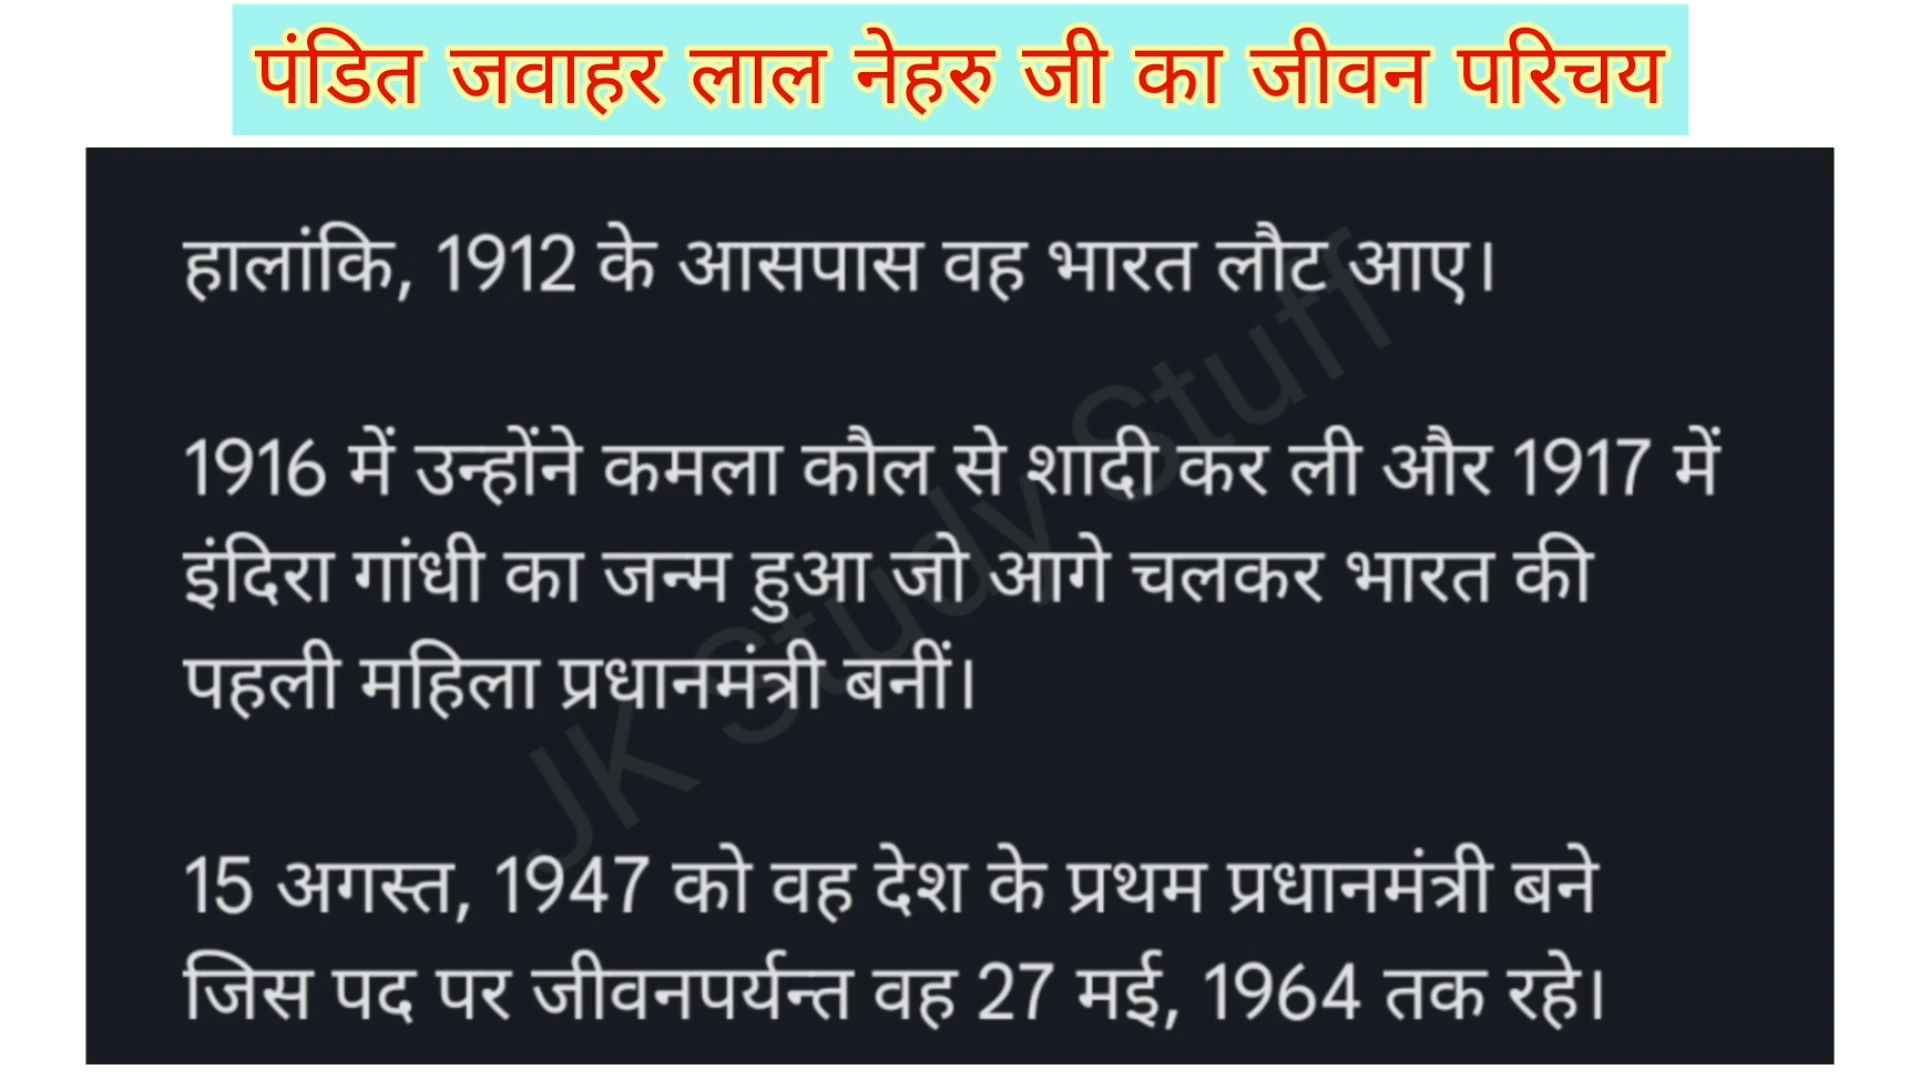 पंडित जवाहर लाल नेहरु जी का जीवन परिचय
हालांकि, 1912 के आसपास वह भारत लौट आए।
1916 में उन्होंने कमला कौल से शादी कर ली और 1917 में
इंदिरा गांधी का जन्म हुआ जो आगे चलकर भारत की
पहली महिला प्रधानमंत्री बनीं।
15 अगस्त, 1947 को वह देश के प्रथम प्रधानमंत्री बने
जिस पद पर जीवनपर्यन्त वह 27 मई, 1964 तक रहे।
JK Study Stuff